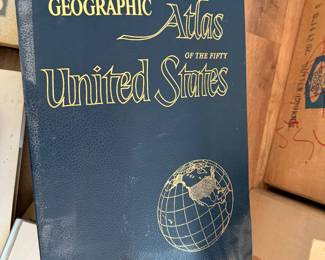 GEOGRAPHIC
Atlas
OF THE FIFTY
United States